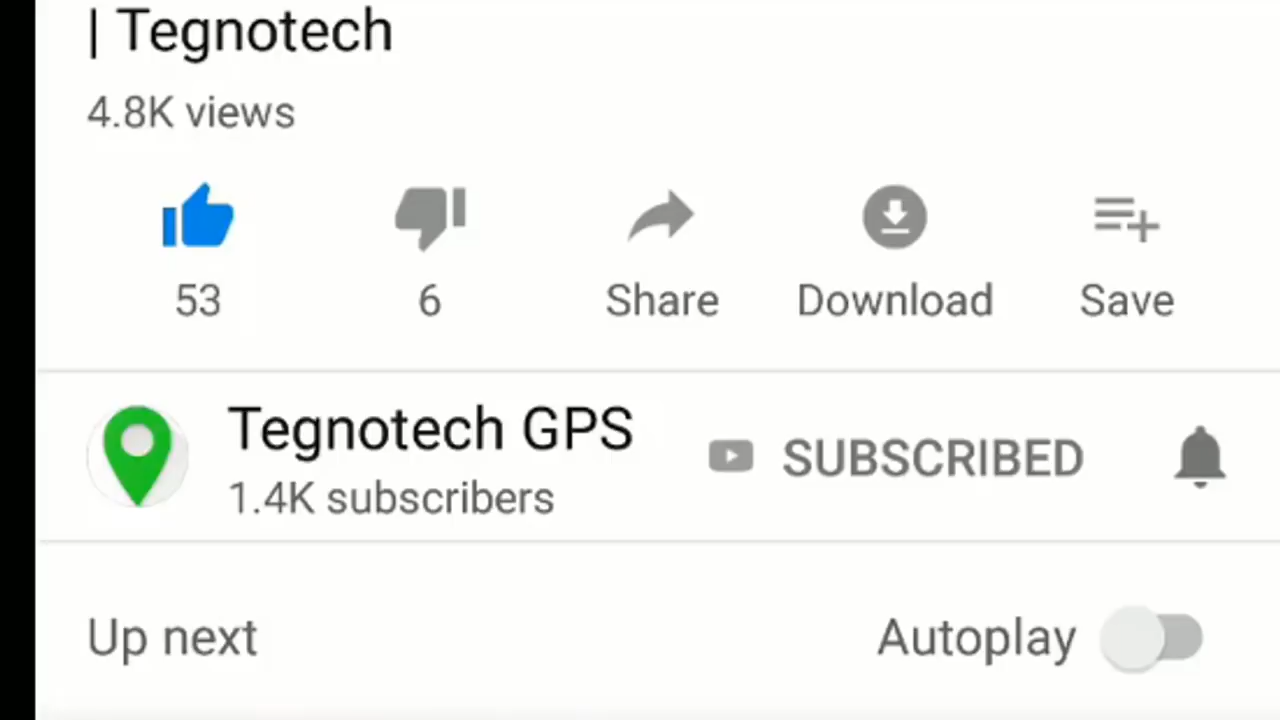 | Tegnotech
4.8K views
53
6
Share
Download
Save
Tegnotech GPS
1.4K subscribers
SUBSCRIBED
Up next
Autoplay